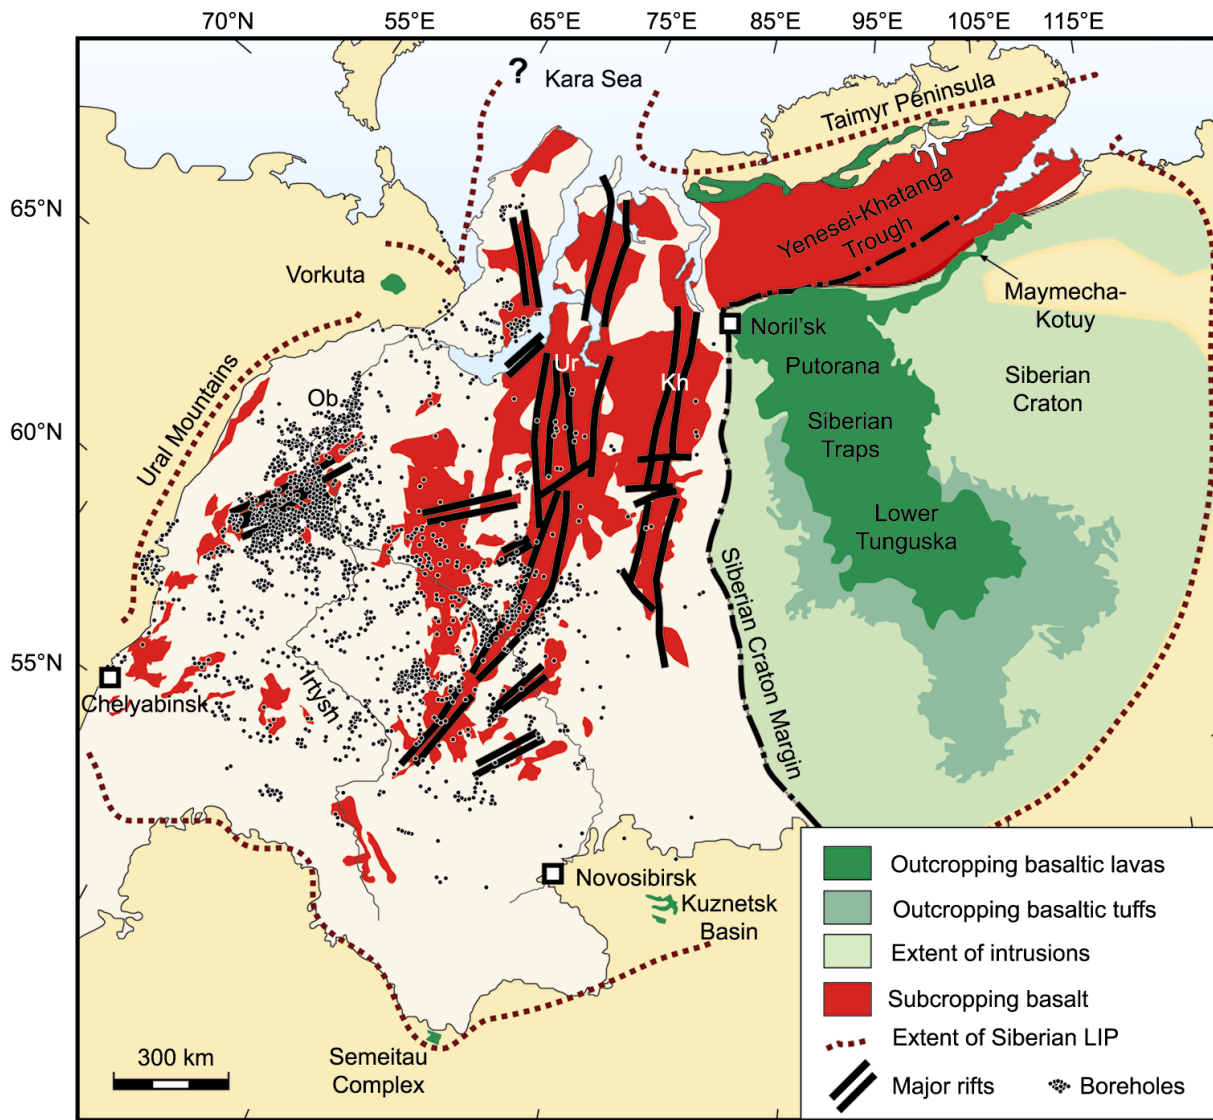 70°N 55°E 65°E 75°E 85°E 95°E 105°E 115°E
? Kara Sea
Taimyr Peninsula
65°N
Yenesei-Khatanga
Trough
Vorkuta
Maymecha-
Kotuy
Noril'sk
Ur
Kh
Putorana
Siberian
Craton
Ural Mountains
Ob
60°N
Siberian
Traps
Lower
Tunguska
Siberian Craton Margin
55°N
Chelyabinsk
Irtysh
Novosibirsk
Kuznetsk
Basin
Semeitau
Complex
300 km
Outcropping basaltic lavas
Outcropping basaltic tuffs
Extent of intrusions
Subcropping basalt
Extent of Siberian LIP
Major rifts
Boreholes